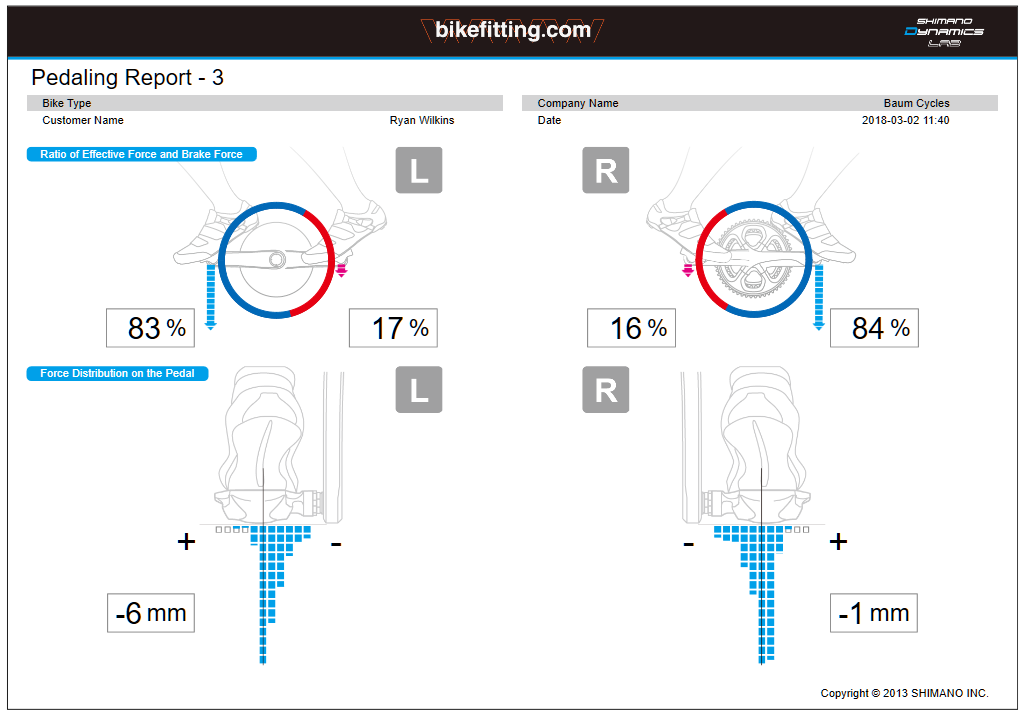 bikefitting.com
SHIMANO
DYNAMICS
LAB
Pedaling Report - 3
Bike Type
Company Name Baum Cycles
Customer Name Ryan Wilkins
Date 2018-03-02 11:40
Ratio of Effective Force and Brake Force
L R
83 % 17 % 16 % 84 %
Force Distribution on the Pedal
L R
+ - - +
-6 mm -1 mm
Copyright © 2013 SHIMANO INC.